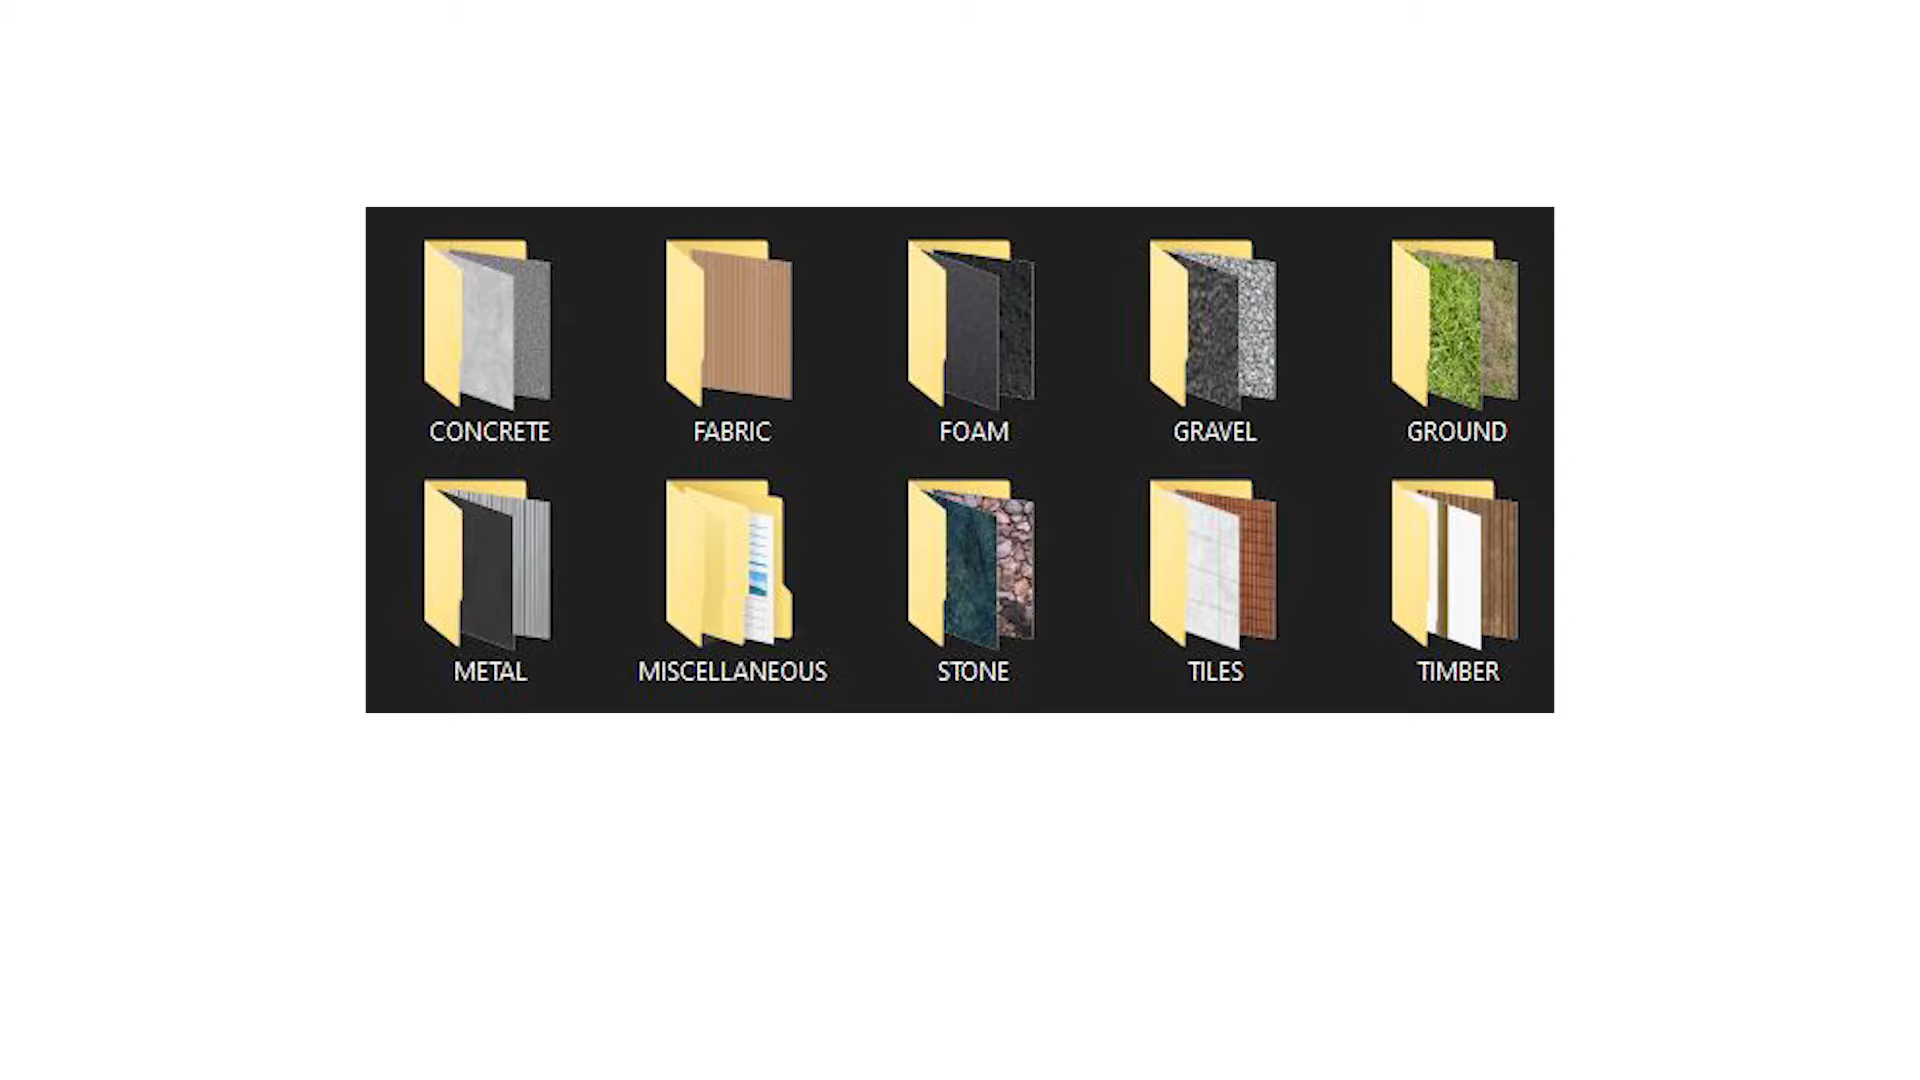 CONCRETE
FABRIC
FOAM
GRAVEL
GROUND
METAL
MISCELLANEOUS
STONE
TILES
TIMBER